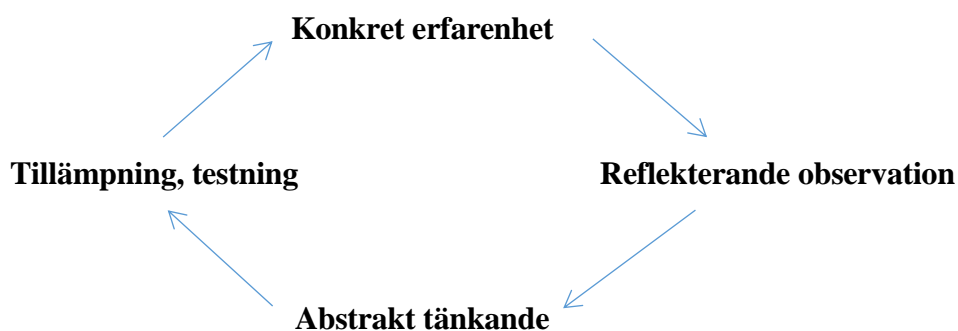 Konkret erfarenhet
Tillämpning, testning
Reflekterande observation
Abstrakt tänkande